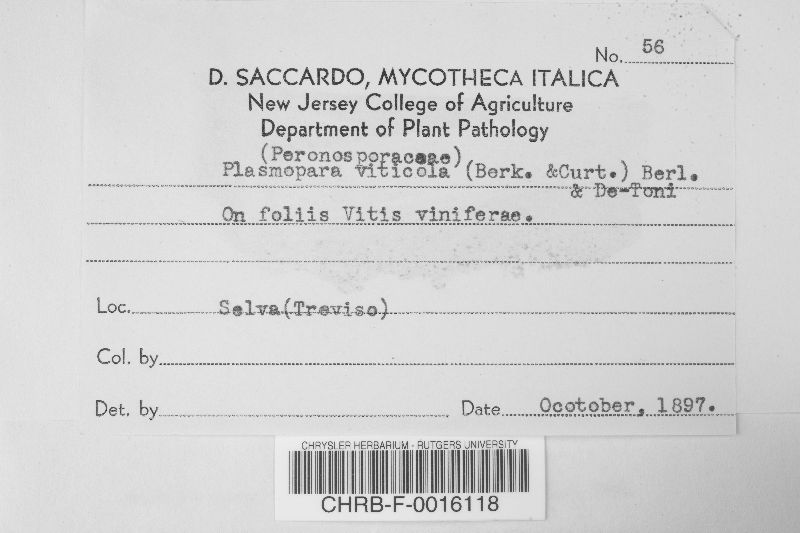 No. 56
D. SACCARDO, MYCOTHECA ITALICA
New Jersey College of Agriculture
Department of Plant Pathology
(Peronosporaceae)
Plasmopara viticola (Berk. &Curt.) Berl.
& De-Toni
On foliis Vitis viniferae.
Loc. Selva(Treviso)
Col. by
Det. by Date Ocotober, 1897.
CHRYSLER HERBARIUM - RUTGERS UNIVERSITY
CHRB-F-0016118